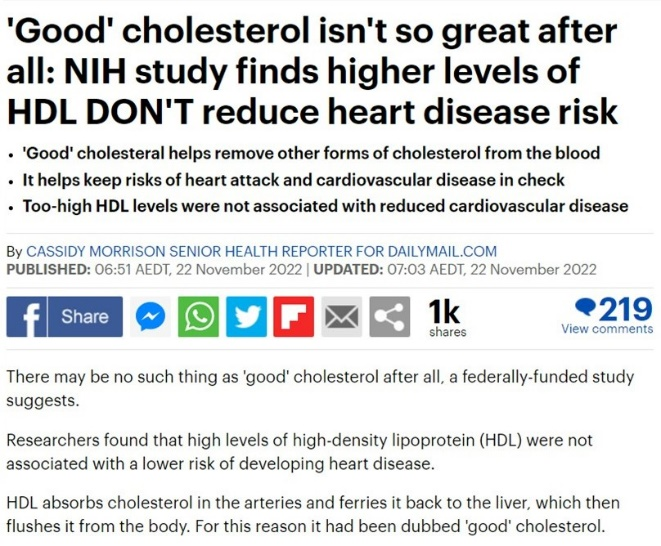 'Good' cholesterol isn't so great after
all: NIH study finds higher levels of
HDL DON'T reduce heart disease risk
• 'Good' cholesteral helps remove other forms of cholesterol from the blood
• It helps keep risks of heart attack and cardiovascular disease in check
• Too-high HDL levels were not associated with reduced cardiovascular disease
By CASSIDY MORRISON SENIOR HEALTH REPORTER FOR DAILYMAIL.COM
PUBLISHED: 06:51 AEDT, 22 November 2022 | UPDATED: 07:03 AEDT, 22 November 2022
f Share
1k
shares
219
View comments
There may be no such thing as 'good' cholesterol after all, a federally-funded study
suggests.
Researchers found that high levels of high-density lipoprotein (HDL) were not
associated with a lower risk of developing heart disease.
HDL absorbs cholesterol in the arteries and ferries it back to the liver, which then
flushes it from the body. For this reason it had been dubbed 'good' cholesterol.